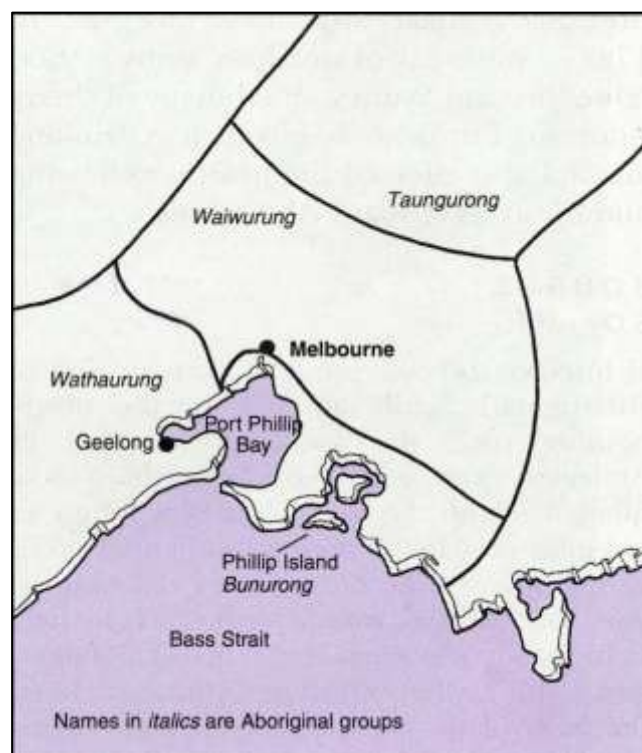 Taungurong
Waiwurung
Melbourne
Wathaurung
Port Phillip
Bay
Geelong
Phillip Island
Bunurong
Bass Strait
Names in italics are Aboriginal groups